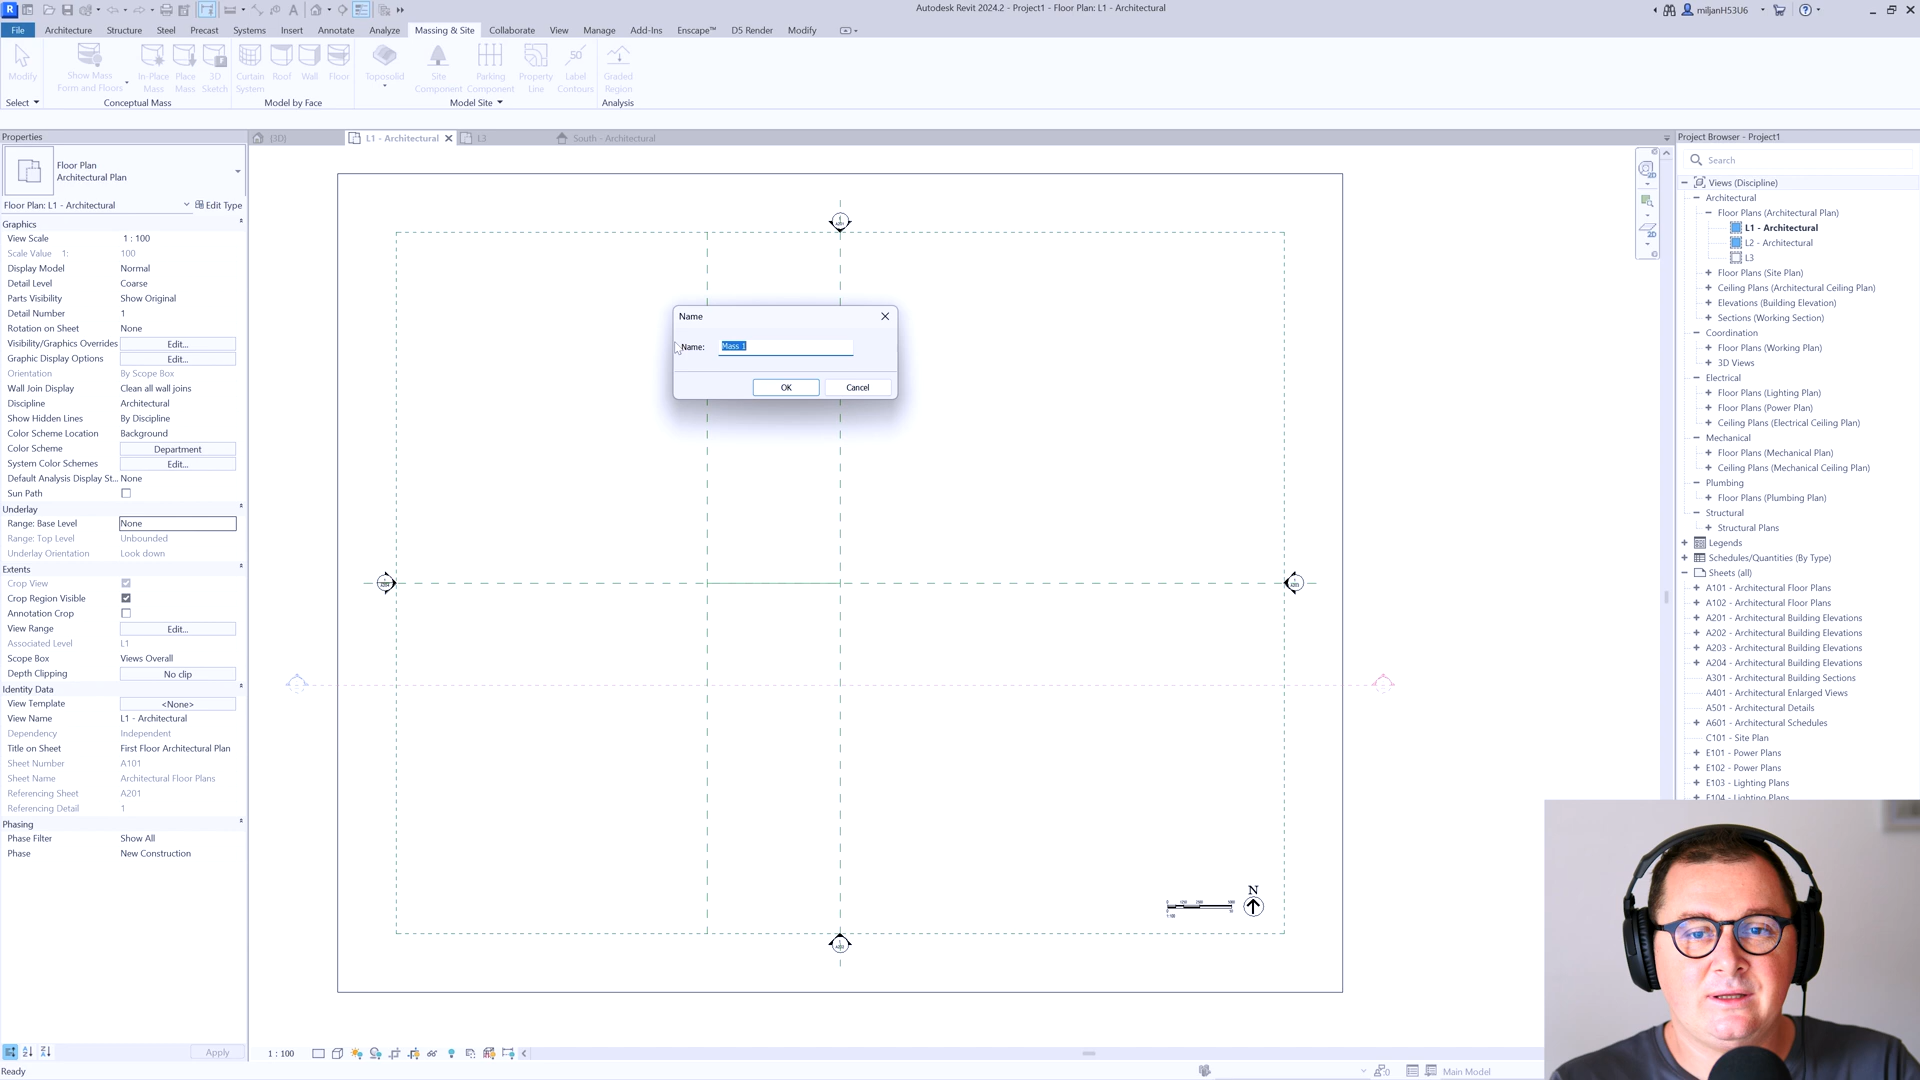 Autodesk Revit 2024.2 - Project1 - Floor Plan: L1 - Architectural
miljanH53U6
File Architecture Structure Steel Precast Systems Insert Annotate Analyze Massing & Site Collaborate View Manage Add-Ins Enscape™ D5 Render Modify
Modify
Show Mass
Form and Floors
In-Place
Mass
Place
Mass
3D
Sketch
Curtain
System
Roof
Wall
Floor
Toposolid
Site
Component
Parking
Component
Property
Line
Label
Contours
Graded
Region
Select
Conceptual Mass
Model by Face
Model Site
Analysis
Properties
Floor Plan
Architectural Plan
Floor Plan: L1 - Architectural
Edit Type
Graphics
View Scale 1 : 100
Scale Value 1: 100
Display Model Normal
Detail Level Coarse
Parts Visibility Show Original
Detail Number 1
Rotation on Sheet None
Visibility/Graphics Overrides Edit...
Graphic Display Options Edit...
Orientation By Scope Box
Wall Join Display Clean all wall joins
Discipline Architectural
Show Hidden Lines By Discipline
Color Scheme Location Background
Color Scheme Department
System Color Schemes Edit...
Default Analysis Display St... None
Sun Path
Underlay
Range: Base Level None
Range: Top Level Unbounded
Underlay Orientation Look down
Extents
Crop View
Crop Region Visible
Annotation Crop
View Range Edit...
Associated Level L1
Scope Box Views Overall
Depth Clipping No clip
Identity Data
View Template <None>
View Name L1 - Architectural
Dependency Independent
Title on Sheet First Floor Architectural Plan
Sheet Number A101
Sheet Name Architectural Floor Plans
Referencing Sheet A201
Referencing Detail 1
Phasing
Phase Filter Show All
Phase New Construction
Apply
Ready
{3D}
L1 - Architectural
L3
South - Architectural
Name
Name: Mass 1
OK Cancel
N
1 : 100
Main Model
Project Browser - Project1
Search
Views (Discipline)
Architectural
Floor Plans (Architectural Plan)
L1 - Architectural
L2 - Architectural
L3
Floor Plans (Site Plan)
Ceiling Plans (Architectural Ceiling Plan)
Elevations (Building Elevation)
Sections (Working Section)
Coordination
Floor Plans (Working Plan)
3D Views
Electrical
Floor Plans (Lighting Plan)
Floor Plans (Power Plan)
Ceiling Plans (Electrical Ceiling Plan)
Mechanical
Floor Plans (Mechanical Plan)
Ceiling Plans (Mechanical Ceiling Plan)
Plumbing
Floor Plans (Plumbing Plan)
Structural
Structural Plans
Legends
Schedules/Quantities (By Type)
Sheets (all)
A101 - Architectural Floor Plans
A102 - Architectural Floor Plans
A201 - Architectural Building Elevations
A202 - Architectural Building Elevations
A203 - Architectural Building Elevations
A204 - Architectural Building Elevations
A301 - Architectural Building Sections
A401 - Architectural Enlarged Views
A501 - Architectural Details
A601 - Architectural Schedules
C101 - Site Plan
E101 - Power Plans
E102 - Power Plans
E103 - Lighting Plans
E104 - Lighting Plans